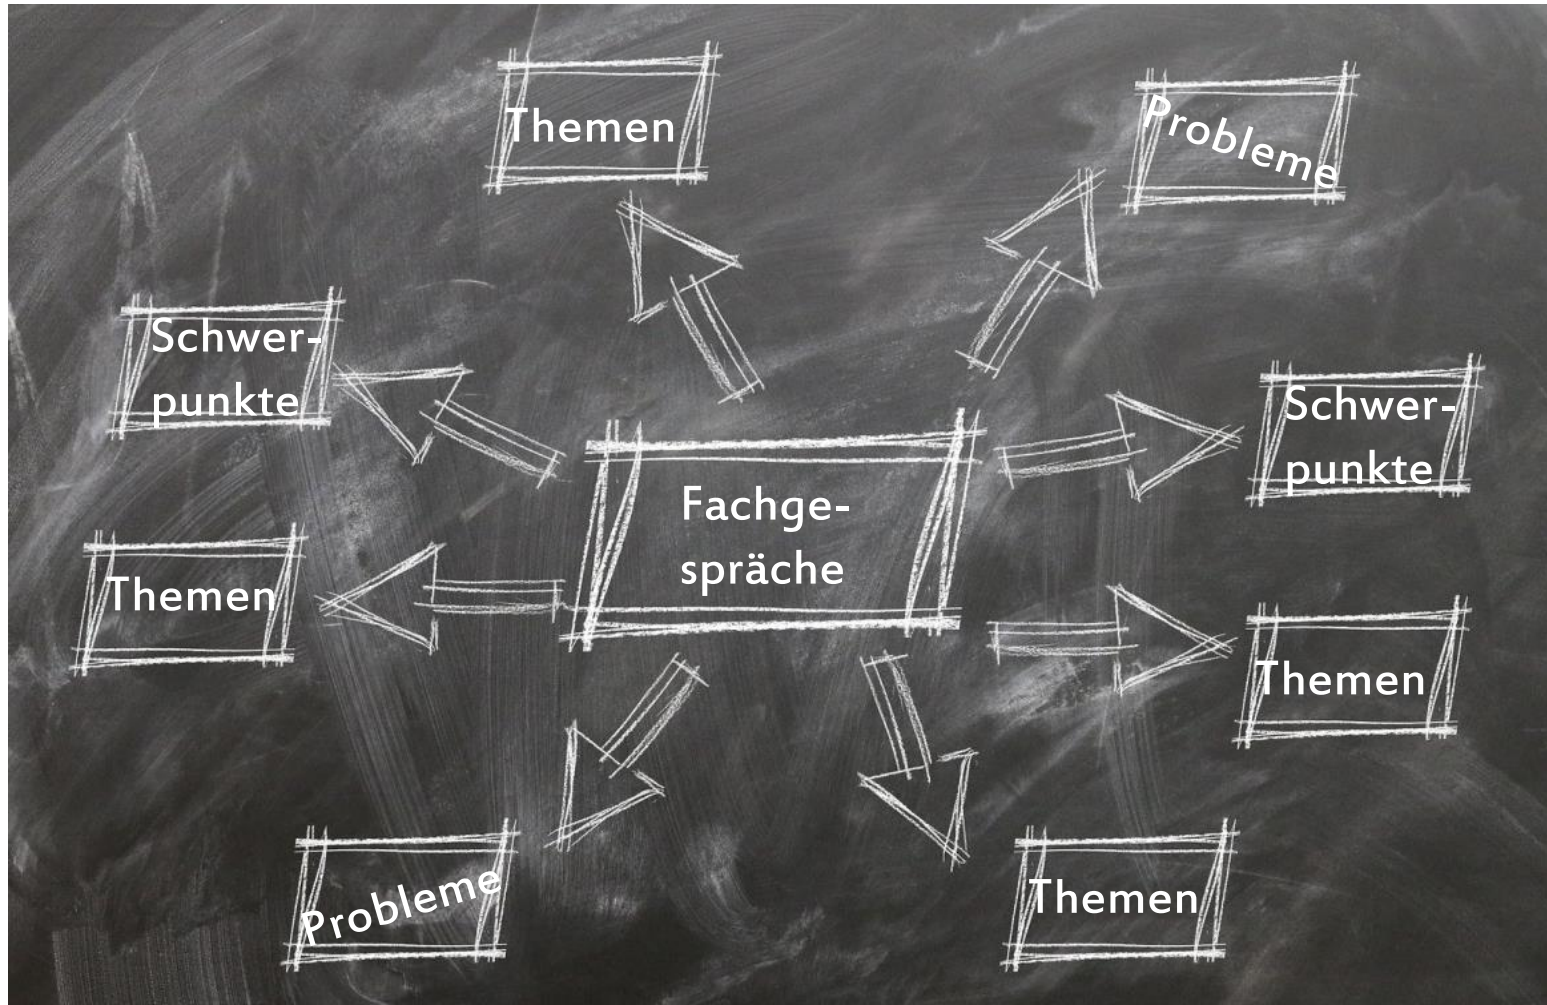 Themen
Probleme
Schwer-
punkte
Schwer-
punkte
Fachge-
spräche
Themen
Themen
Probleme
Themen